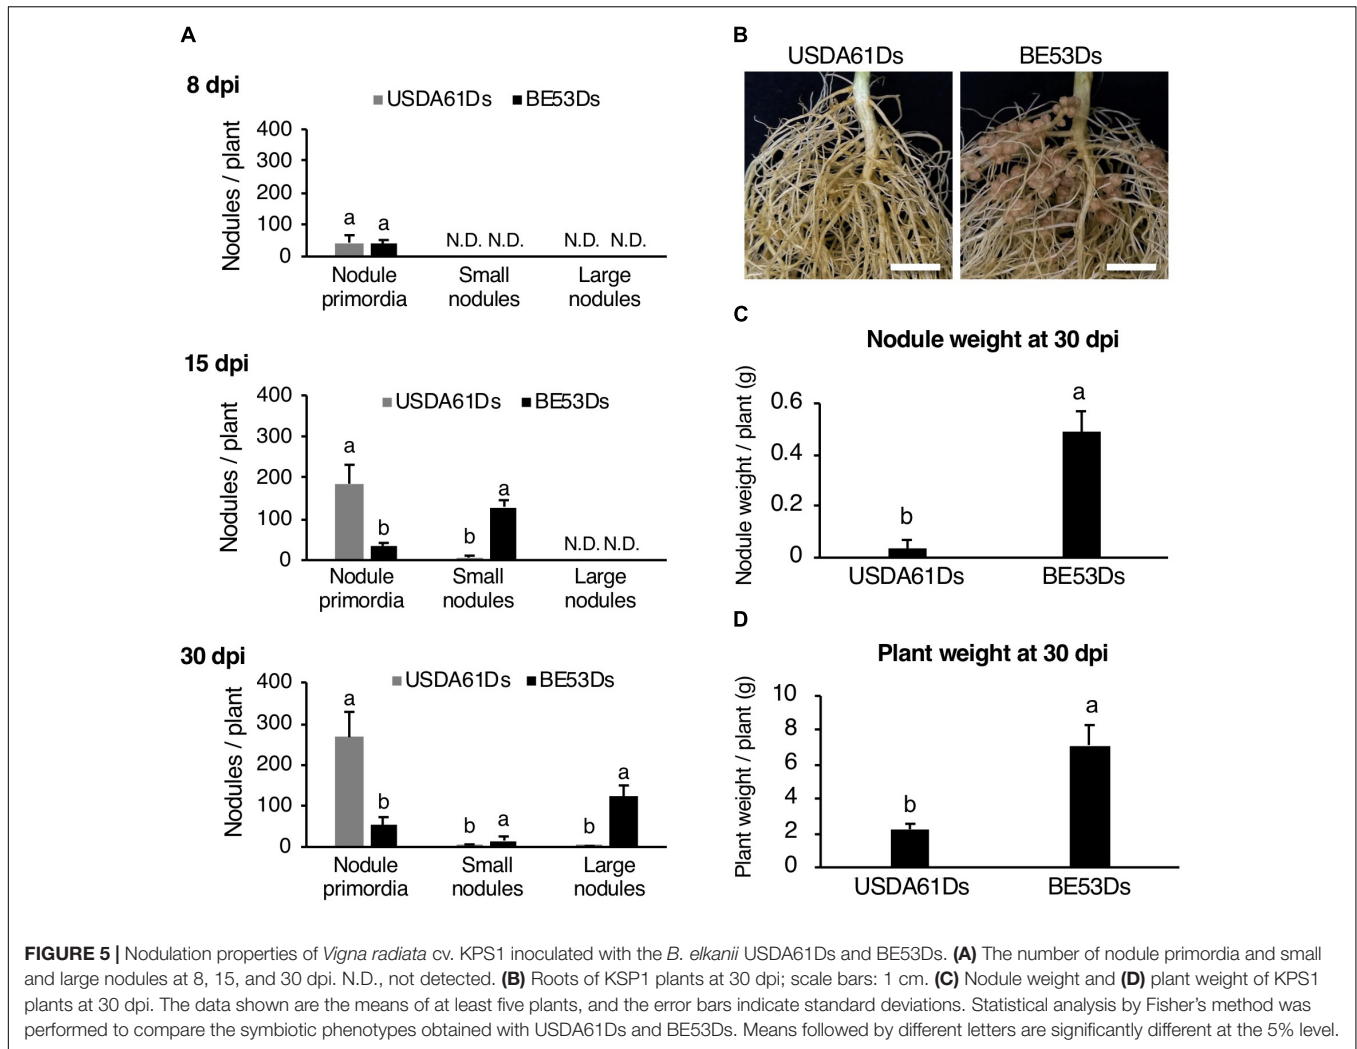 A
8 dpi
USDA61Ds BE53Ds
Nodules / plant
400
300
200
100
0
a a
N.D. N.D.
N.D. N.D.
Nodule primordia
Small nodules
Large nodules
15 dpi
USDA61Ds BE53Ds
Nodules / plant
400
300
200
100
0
a
b
b
a
N.D. N.D.
Nodule primordia
Small nodules
Large nodules
30 dpi
USDA61Ds BE53Ds
Nodules / plant
400
300
200
100
0
a
b
b
a
b
a
Nodule primordia
Small nodules
Large nodules
B
USDA61Ds BE53Ds
C
Nodule weight at 30 dpi
Nodule weight / plant (g)
0.6
0.4
0.2
0
b
a
USDA61Ds BE53Ds
D
Plant weight at 30 dpi
Plant weight / plant (g)
10
8
6
4
2
0
b
a
USDA61Ds BE53Ds
FIGURE 5 | Nodulation properties of Vigna radiata cv. KPS1 inoculated with the B. elkanii USDA61Ds and BE53Ds. (A) The number of nodule primordia and small
and large nodules at 8, 15, and 30 dpi. N.D., not detected. (B) Roots of KSP1 plants at 30 dpi; scale bars: 1 cm. (C) Nodule weight and (D) plant weight of KPS1
plants at 30 dpi. The data shown are the means of at least five plants, and the error bars indicate standard deviations. Statistical analysis by Fisher's method was
performed to compare the symbiotic phenotypes obtained with USDA61Ds and BE53Ds. Means followed by different letters are significantly different at the 5% level.